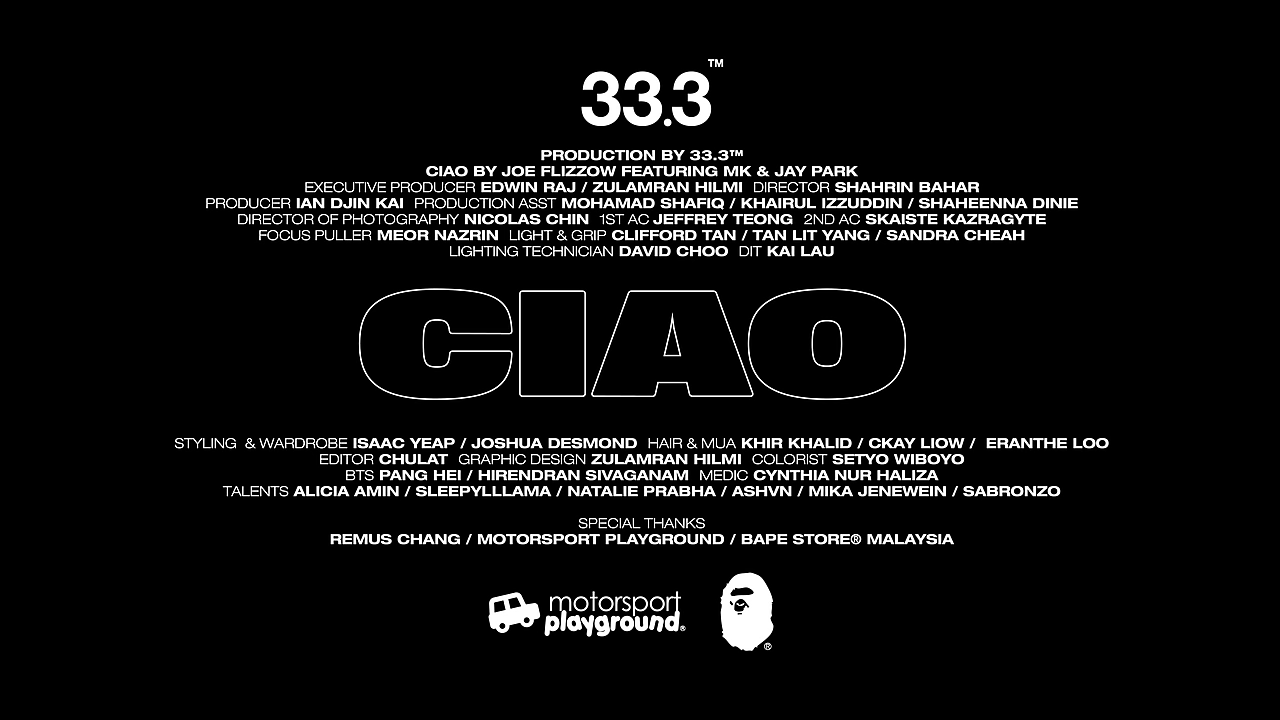 33.3™
PRODUCTION BY 33.3™
CIAO BY JOE FLIZZOW FEATURING MK & JAY PARK
EXECUTIVE PRODUCER EDWIN RAJ / ZULAMRAN HILMI DIRECTOR SHAHRIN BAHAR
PRODUCER IAN DJIN KAI PRODUCTION ASST MOHAMAD SHAFIQ / KHAIRUL IZZUDDIN / SHAHEENNA DINIE
DIRECTOR OF PHOTOGRAPHY NICOLAS CHIN 1ST AC JEFFREY TEONG 2ND AC SKAISTE KAZRAGYTE
FOCUS PULLER MEOR NAZRIN LIGHT & GRIP CLIFFORD TAN / TAN LIT YANG / SANDRA CHEAH
LIGHTING TECHNICIAN DAVID CHOO DIT KAI LAU
CIAO
STYLING & WARDROBE ISAAC YEAP / JOSHUA DESMOND HAIR & MUA KHIR KHALID / CKAY LIOW / ERANTHE LOO
EDITOR CHULAT GRAPHIC DESIGN ZULAMRAN HILMI COLORIST SETYO WIBOYO
BTS PANG HEI / HIRENDRAN SIVAGANAM MEDIC CYNTHIA NUR HALIZA
TALENTS ALICIA AMIN / SLEEPYLLLAMA / NATALIE PRABHA / ASHVN / MIKA JENEWEIN / SABRONZO
SPECIAL THANKS
REMUS CHANG / MOTORSPORT PLAYGROUND / BAPE STORE® MALAYSIA
motorsport
playground®
®